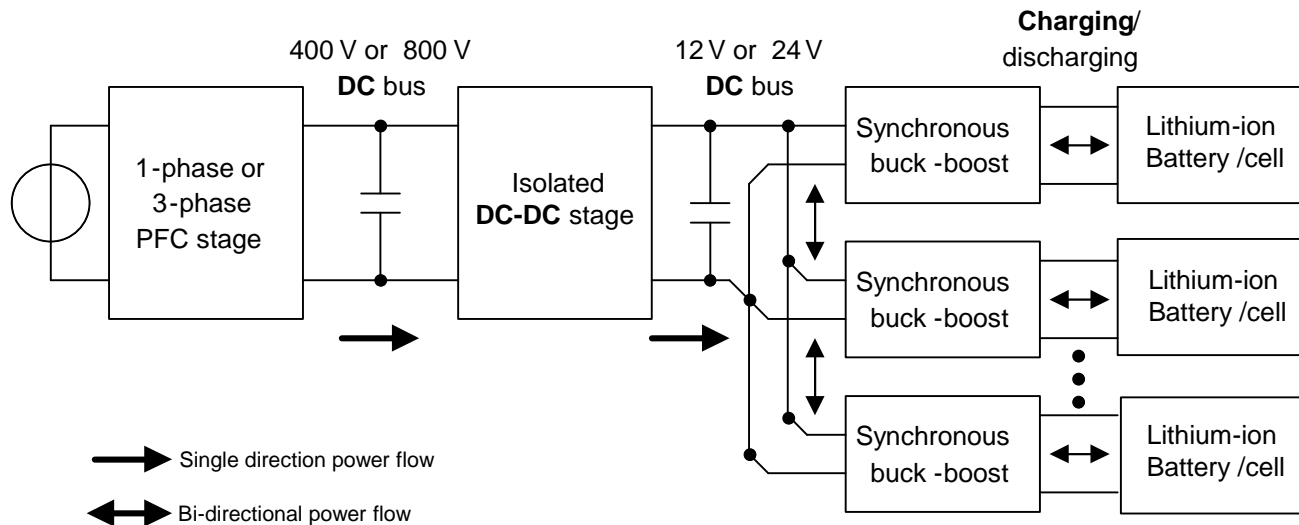 400 V or 800 V
DC bus
12 V or 24 V
DC bus
Charging/
discharging
1-phase or
3-phase
PFC stage
Isolated
DC-DC stage
Synchronous
buck -boost
Lithium-ion
Battery /cell
Synchronous
buck -boost
Lithium-ion
Battery /cell
Synchronous
buck -boost
Lithium-ion
Battery /cell
Single direction power flow
Bi-directional power flow